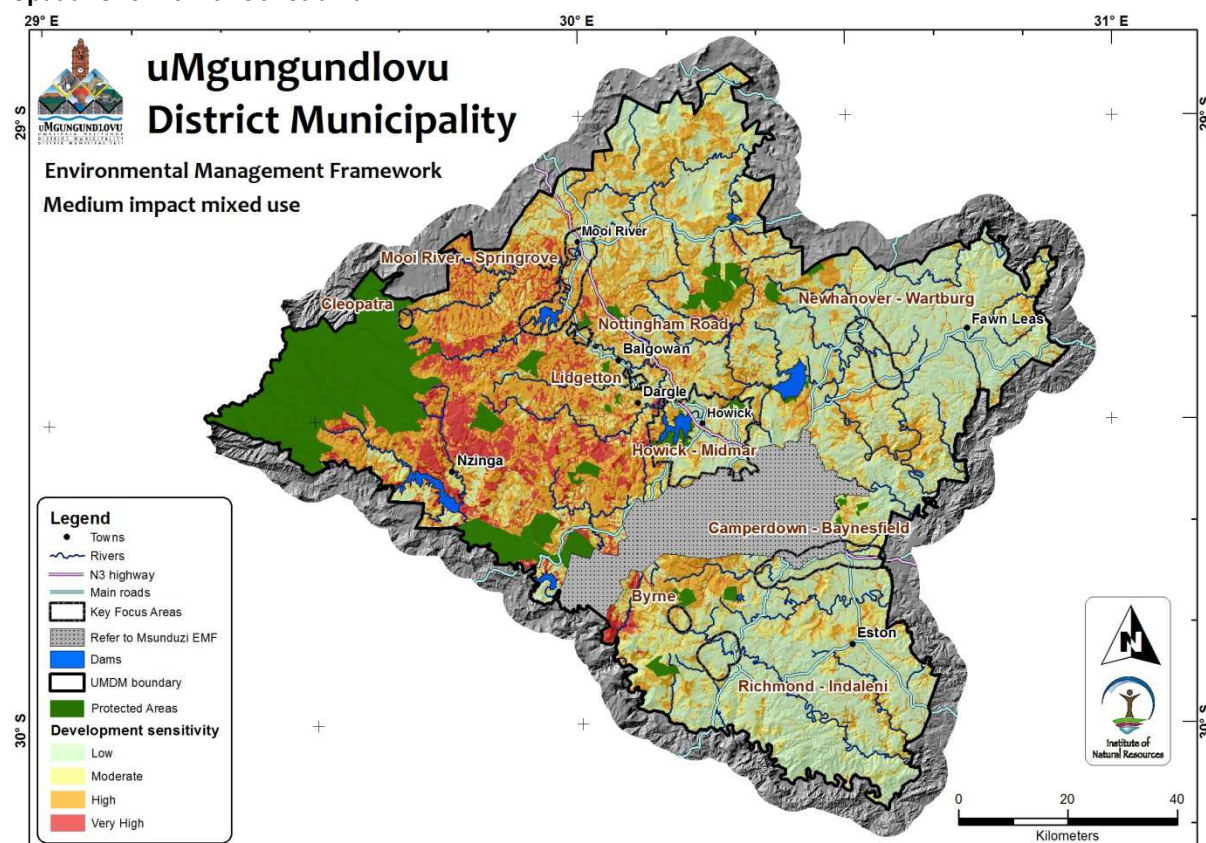 29° E
30° E
31° E
uMgungundlovu
District Municipality
uMGUNGUNDLOVU
Environmental Management Framework
Medium impact mixed use
29° S
29° S
Mooi River
Mooi River - Springrove
Cleopatra
Newhanover - Wartburg
Nottingham Road
Fawn Leas
Balgowan
Lidgetton
Dargle
Howick
Howick - Midmar
Nzinga
Camperdown - Baynesfield
Byrne
Eston
Richmond - Indaleni
Legend
Towns
Rivers
N3 highway
Main roads
Key Focus Areas
Refer to Msunduzi EMF
Dams
UMDM boundary
Protected Areas
Development sensitivity
Low
Moderate
High
Very High
30° S
30° S
N
Institute of
Natural Resources
0 20 40
Kilometers